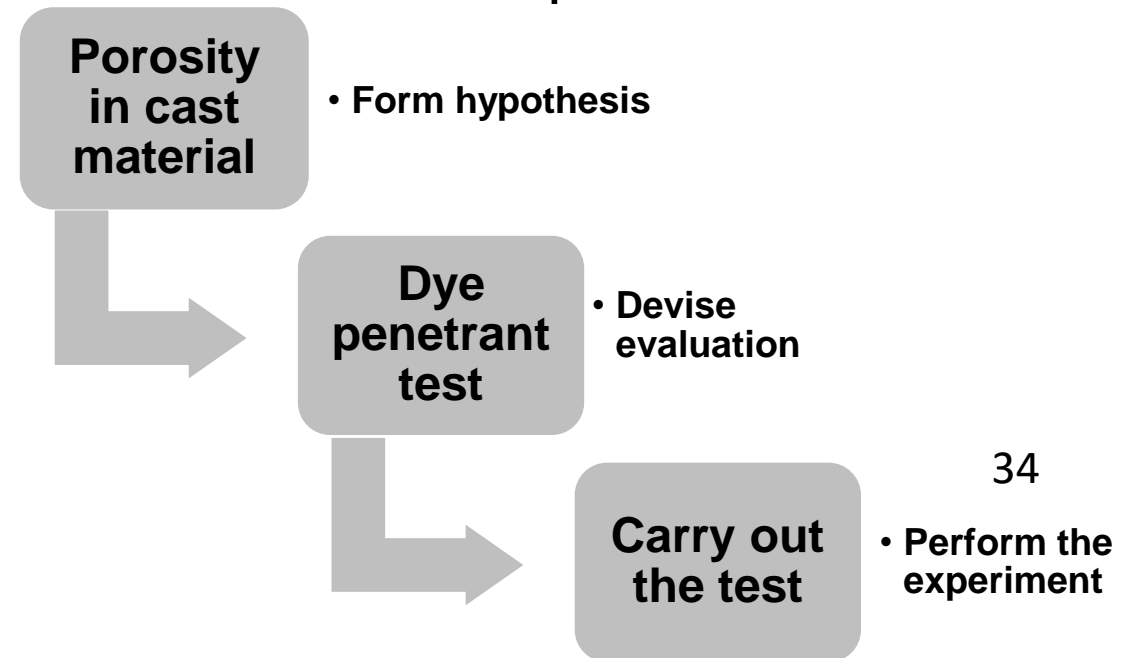 Porosity
in cast
material
• Form hypothesis
Dye
penetrant
test
• Devise
evaluation
34
Carry out
the test
• Perform the
experiment